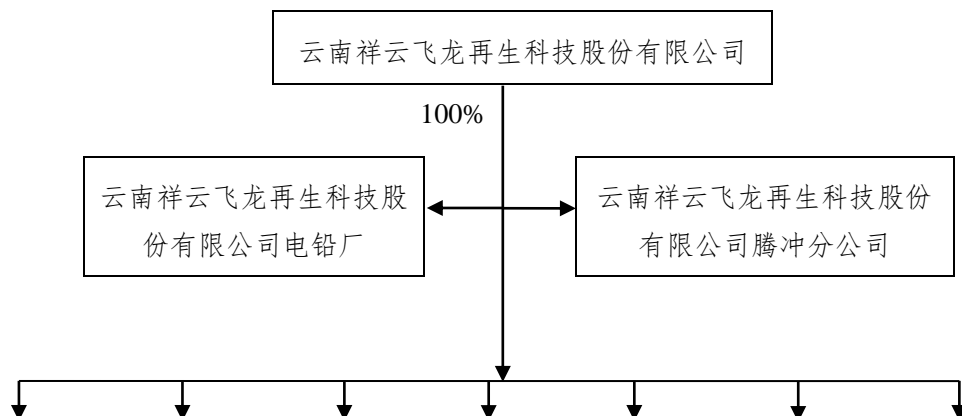 云南祥云飞龙再生科技股份有限公司
100%
云南祥云飞龙再生科技股
份有限公司电铅厂
云南祥云飞龙再生科技股份
有限公司腾冲分公司